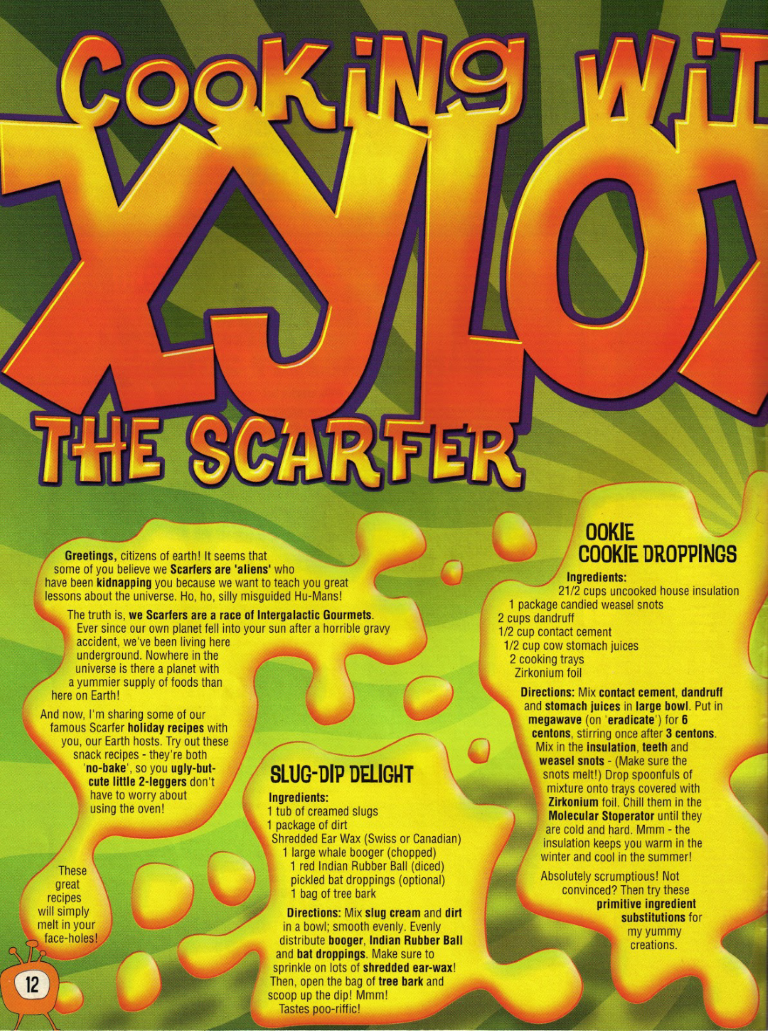 COOKiNg WiT
XYLOX
THE SCARFER
Greetings, citizens of earth! It seems that
some of you believe we Scarfers are 'aliens' who
have been kidnapping you because we want to teach you great
lessons about the universe. Ho, ho, silly misguided Hu-Mans!
The truth is, we Scarfers are a race of Intergalactic Gourmets.
Ever since our own planet fell into your sun after a horrible gravy
accident, we've been living here
underground. Nowhere in the
universe is there a planet with
a yummier supply of foods than
here on Earth!
And now, I'm sharing some of our
famous Scarfer holiday recipes with
you, our Earth hosts. Try out these
snack recipes - they're both
'no-bake', so you ugly-but-
cute little 2-leggers don't
have to worry about
using the oven!
These
great
recipes
will simply
melt in your
face-holes!
12
SLUG-DIP DELIGHT
Ingredients:
1 tub of creamed slugs
1 package of dirt
Shredded Ear Wax (Swiss or Canadian)
1 large whale booger (chopped)
1 red Indian Rubber Ball (diced)
pickled bat droppings (optional)
1 bag of tree bark
Directions: Mix slug cream and dirt
in a bowl; smooth evenly. Evenly
distribute booger, Indian Rubber Ball
and bat droppings. Make sure to
sprinkle on lots of shredded ear-wax!
Then, open the bag of tree bark and
scoop up the dip! Mmm!
Tastes poo-riffic!
OOKIE
COOKIE DROPPINGS
Ingredients:
21/2 cups uncooked house insulation
1 package candied weasel snots
2 cups dandruff
1/2 cup contact cement
1/2 cup cow stomach juices
2 cooking trays
Zirkonium foil
Directions: Mix contact cement, dandruff
and stomach juices in large bowl. Put in
megawave (on 'eradicate') for 6
centons, stirring once after 3 centons.
Mix in the insulation, teeth and
weasel snots - (Make sure the
snots melt!) Drop spoonfuls of
mixture onto trays covered with
Zirkonium foil. Chill them in the
Molecular Stoperator until they
are cold and hard. Mmm - the
insulation keeps you warm in the
winter and cool in the summer!
Absolutely scrumptious! Not
convinced? Then try these
primitive ingredient
substitutions for
my yummy
creations.